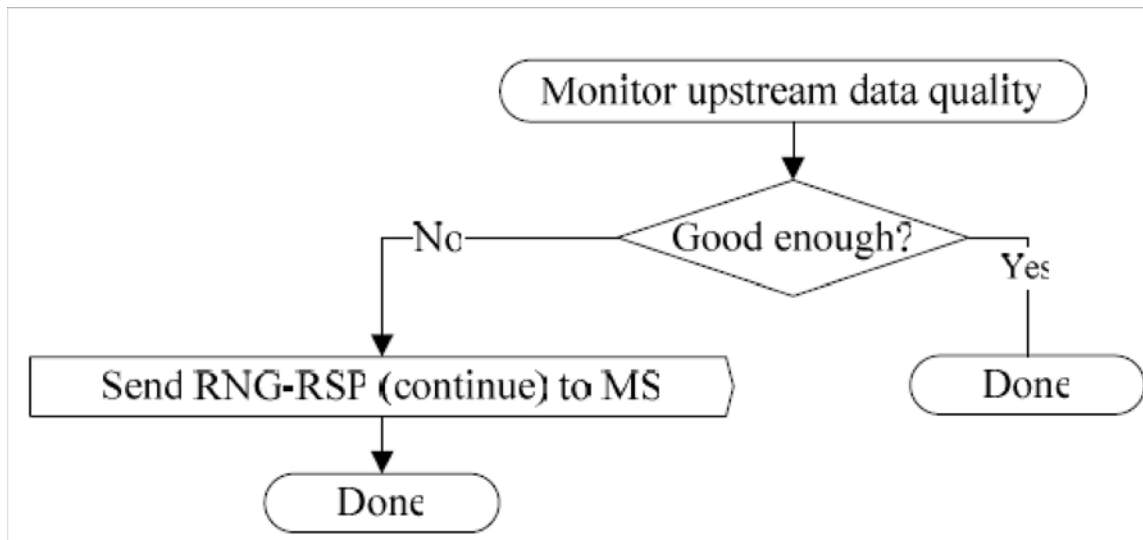 Monitor upstream data quality
Good enough?
No
Yes
Send RNG-RSP (continue) to MS
Done
Done